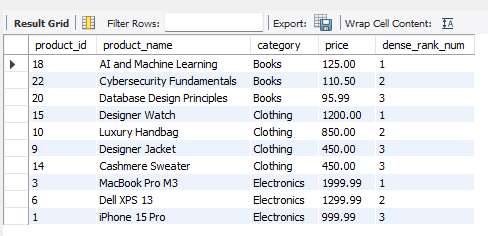 Result Grid Filter Rows: Export: Wrap Cell Content:
product_id product_name category price dense_rank_num
18 AI and Machine Learning Books 125.00 1
22 Cybersecurity Fundamentals Books 110.50 2
20 Database Design Principles Books 95.99 3
15 Designer Watch Clothing 1200.00 1
10 Luxury Handbag Clothing 850.00 2
9 Designer Jacket Clothing 450.00 3
14 Cashmere Sweater Clothing 450.00 3
3 MacBook Pro M3 Electronics 1999.99 1
6 Dell XPS 13 Electronics 1299.99 2
1 iPhone 15 Pro Electronics 999.99 3